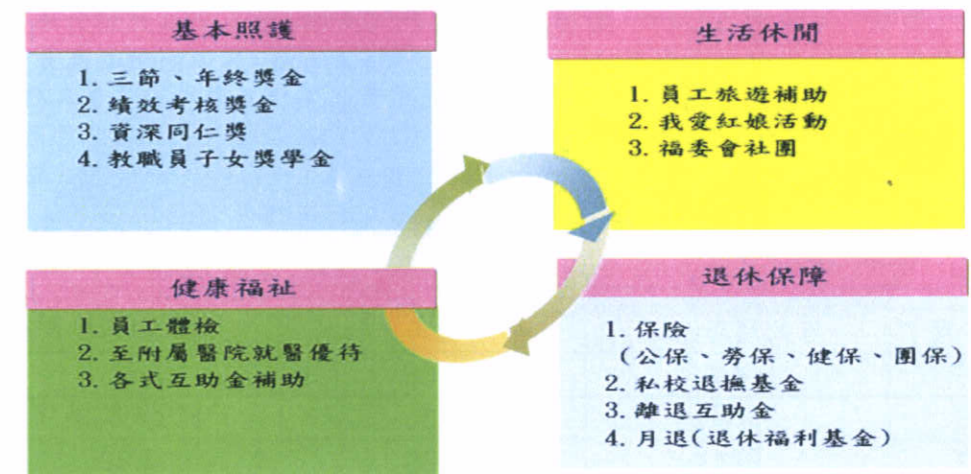 基本照護
1. 三節、年終獎金
2. 績效考核獎金
3. 資深同仁獎
4. 教職員子女獎學金
生活休閒
1. 員工旅遊補助
2. 我愛紅娘活動
3. 福委會社團
健康福祉
1. 員工體檢
2. 至附屬醫院就醫優待
3. 各式互助金補助
退休保障
1. 保險
(公保、勞保、健保、團保)
2. 私校退撫基金
3. 離退互助金
4. 月退(退休福利基金)